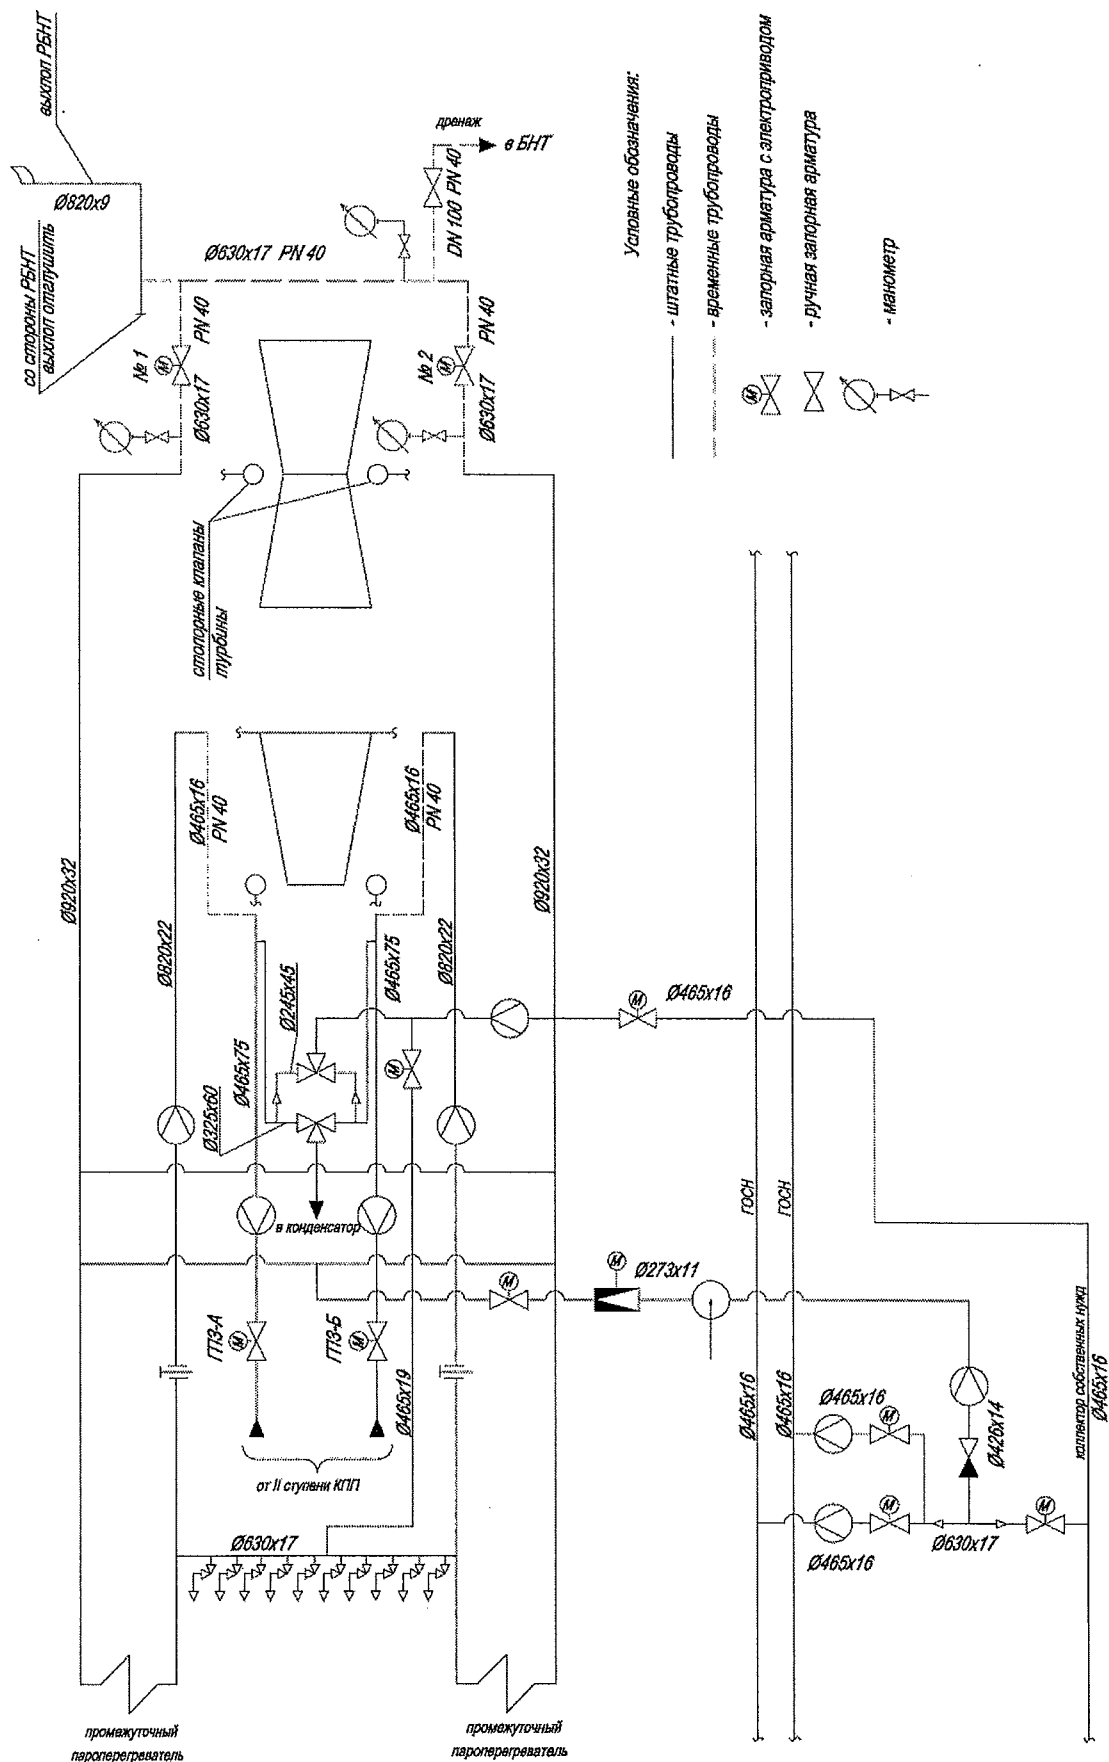 выхлоп РБНТ
Ø820x9
со стороны РБНТ
выхлоп отглушить
Ø630x17 PN 40
дренаж
в БНТ
DN 100 PN 40
№ 1
PN 40
Ø630x17
№ 2
PN 40
Ø630x17
стопорные клапаны
турбины
Условные обозначения:
- штатные трубопроводы
- временные трубопроводы
М
- запорная арматура с электроприводом
- ручная запорная арматура
- манометр
Ø465x16
PN 40
Ø465x16
PN 40
Ø920x32
Ø920x32
Ø820x22
Ø820x22
Ø245x45
Ø465x75
Ø465x75
Ø325x60
М
Ø465x16
М
в конденсатор
ГПЗ-А
М
ГПЗ-Б
М
М
М
Ø273x11
Ø465x19
от II ступени КПП
Ø630x17
ГОСН
ГОСН
Ø465x16
Ø465x16
Ø465x16
М
Ø465x16
М
Ø426x14
Ø630x17
М
коллектор собственных нужд
Ø465x16
промежуточный
пароперегреватель
промежуточный
пароперегреватель